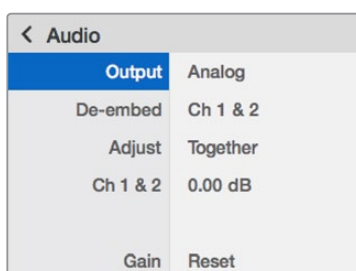 < Audio
Output Analog
De-embed Ch 1 & 2
Adjust Together
Ch 1 & 2 0.00 dB
Gain Reset